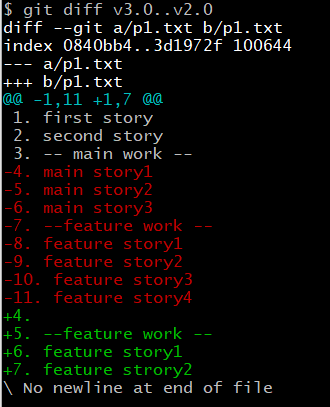 $ git diff v3.0..v2.0
diff --git a/p1.txt b/p1.txt
index 0840bb4..3d1972f 100644
--- a/p1.txt
+++ b/p1.txt
@@ -1,11 +1,7 @@
 1. first story
 2. second story
 3. -- main work --
-4. main story1
-5. main story2
-6. main story3
-7. --feature work --
-8. feature story1
-9. feature story2
-10. feature story3
-11. feature story4
+4.
+5. --feature work --
+6. feature story1
+7. feature strory2
\ No newline at end of file